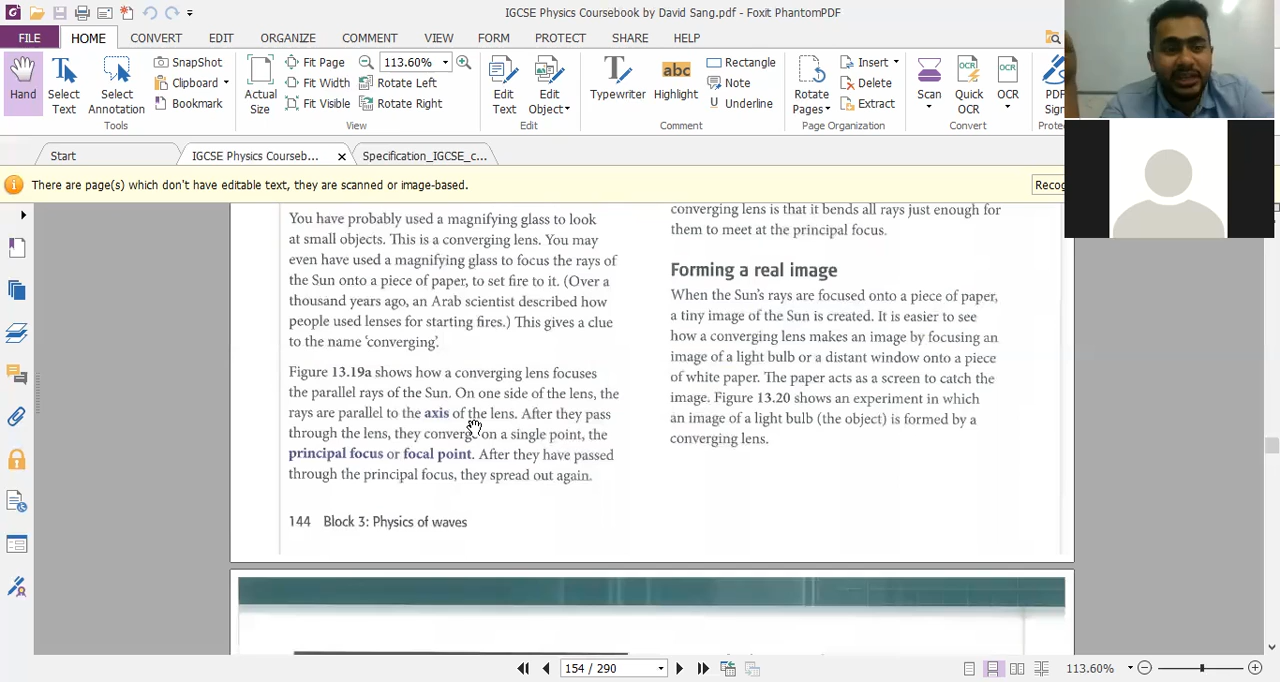 IGCSE Physics Coursebook by David Sang.pdf - Foxit PhantomPDF
FILE HOME CONVERT EDIT ORGANIZE COMMENT VIEW FORM PROTECT SHARE HELP
Hand
Select Text
Select Annotation
SnapShot
Clipboard
Bookmark
Tools
Actual Size
Fit Page
Fit Width
Fit Visible
113.60%
Rotate Left
Rotate Right
View
Edit Text
Edit Object
Edit
Typewriter
abc
Highlight
Rectangle
Note
Underline
Comment
Rotate Pages
Insert
Delete
Extract
Page Organization
Scan
OCR
Quick OCR
OCR
OCR
Convert
PDF
Sign
Prote
Start
IGCSE Physics Courseb... x
Specification_IGCSE_c...
There are page(s) which don't have editable text, they are scanned or image-based.
Recog
You have probably used a magnifying glass to look
at small objects. This is a converging lens. You may
even have used a magnifying glass to focus the rays of
the Sun onto a piece of paper, to set fire to it. (Over a
thousand years ago, an Arab scientist described how
people used lenses for starting fires.) This gives a clue
to the name ‘converging’.
Figure 13.19a shows how a converging lens focuses
the parallel rays of the Sun. On one side of the lens, the
rays are parallel to the axis of the lens. After they pass
through the lens, they converge on a single point, the
principal focus or focal point. After they have passed
through the principal focus, they spread out again.
144 Block 3: Physics of waves
converging lens is that it bends all rays just enough for
them to meet at the principal focus.
Forming a real image
When the Sun’s rays are focused onto a piece of paper,
a tiny image of the Sun is created. It is easier to see
how a converging lens makes an image by focusing an
image of a light bulb or a distant window onto a piece
of white paper. The paper acts as a screen to catch the
image. Figure 13.20 shows an experiment in which
an image of a light bulb (the object) is formed by a
converging lens.
154 / 290
113.60%